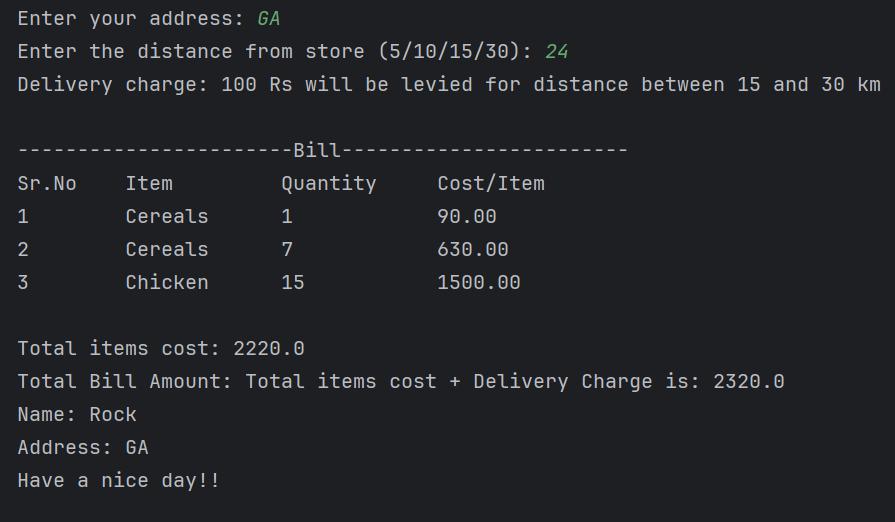 Enter your address: GA
Enter the distance from store (5/10/15/30): 24
Delivery charge: 100 Rs will be levied for distance between 15 and 30 km
-----------------------Bill------------------------
Sr.No    Item         Quantity     Cost/Item
1        Cereals      1            90.00
2        Cereals      7            630.00
3        Chicken      15           1500.00
Total items cost: 2220.0
Total Bill Amount: Total items cost + Delivery Charge is: 2320.0
Name: Rock
Address: GA
Have a nice day!!